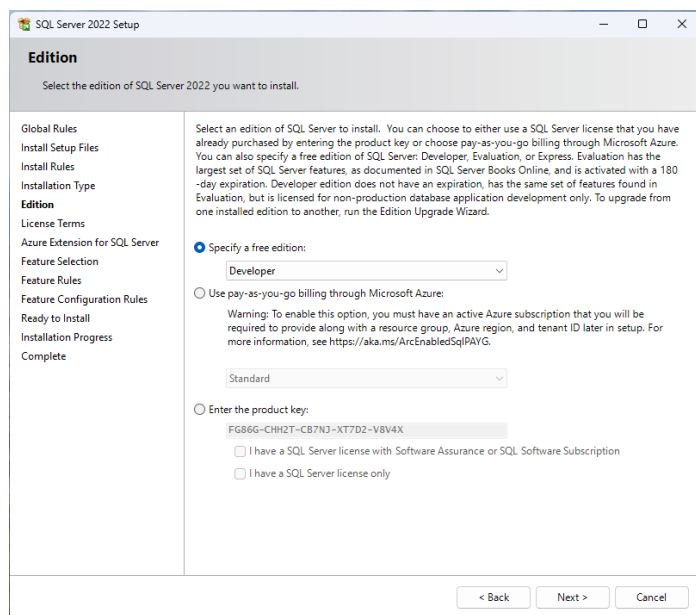 SQL Server 2022 Setup
Edition
Select the edition of SQL Server 2022 you want to install.
Global Rules
Install Setup Files
Install Rules
Installation Type
Edition
License Terms
Azure Extension for SQL Server
Feature Selection
Feature Rules
Feature Configuration Rules
Ready to Install
Installation Progress
Complete
Select an edition of SQL Server to install. You can choose to either use a SQL Server license that you have
already purchased by entering the product key or choose pay-as-you-go billing through Microsoft Azure.
You can also specify a free edition of SQL Server: Developer, Evaluation, or Express. Evaluation has the
largest set of SQL Server features, as documented in SQL Server Books Online, and is activated with a 180
-day expiration. Developer edition does not have an expiration, has the same set of features found in
Evaluation, but is licensed for non-production database application development only. To upgrade from
one installed edition to another, run the Edition Upgrade Wizard.
Specify a free edition:
Developer
Use pay-as-you-go billing through Microsoft Azure:
Warning: To enable this option, you must have an active Azure subscription that you will be
required to provide along with a resource group, Azure region, and tenant ID later in setup. For
more information, see https://aka.ms/ArcEnabledSqlPAYG.
Standard
Enter the product key:
FG86G-CHH2T-CB7NJ-XT7D2-V8V4X
I have a SQL Server license with Software Assurance or SQL Software Subscription
I have a SQL Server license only
< Back
Next >
Cancel